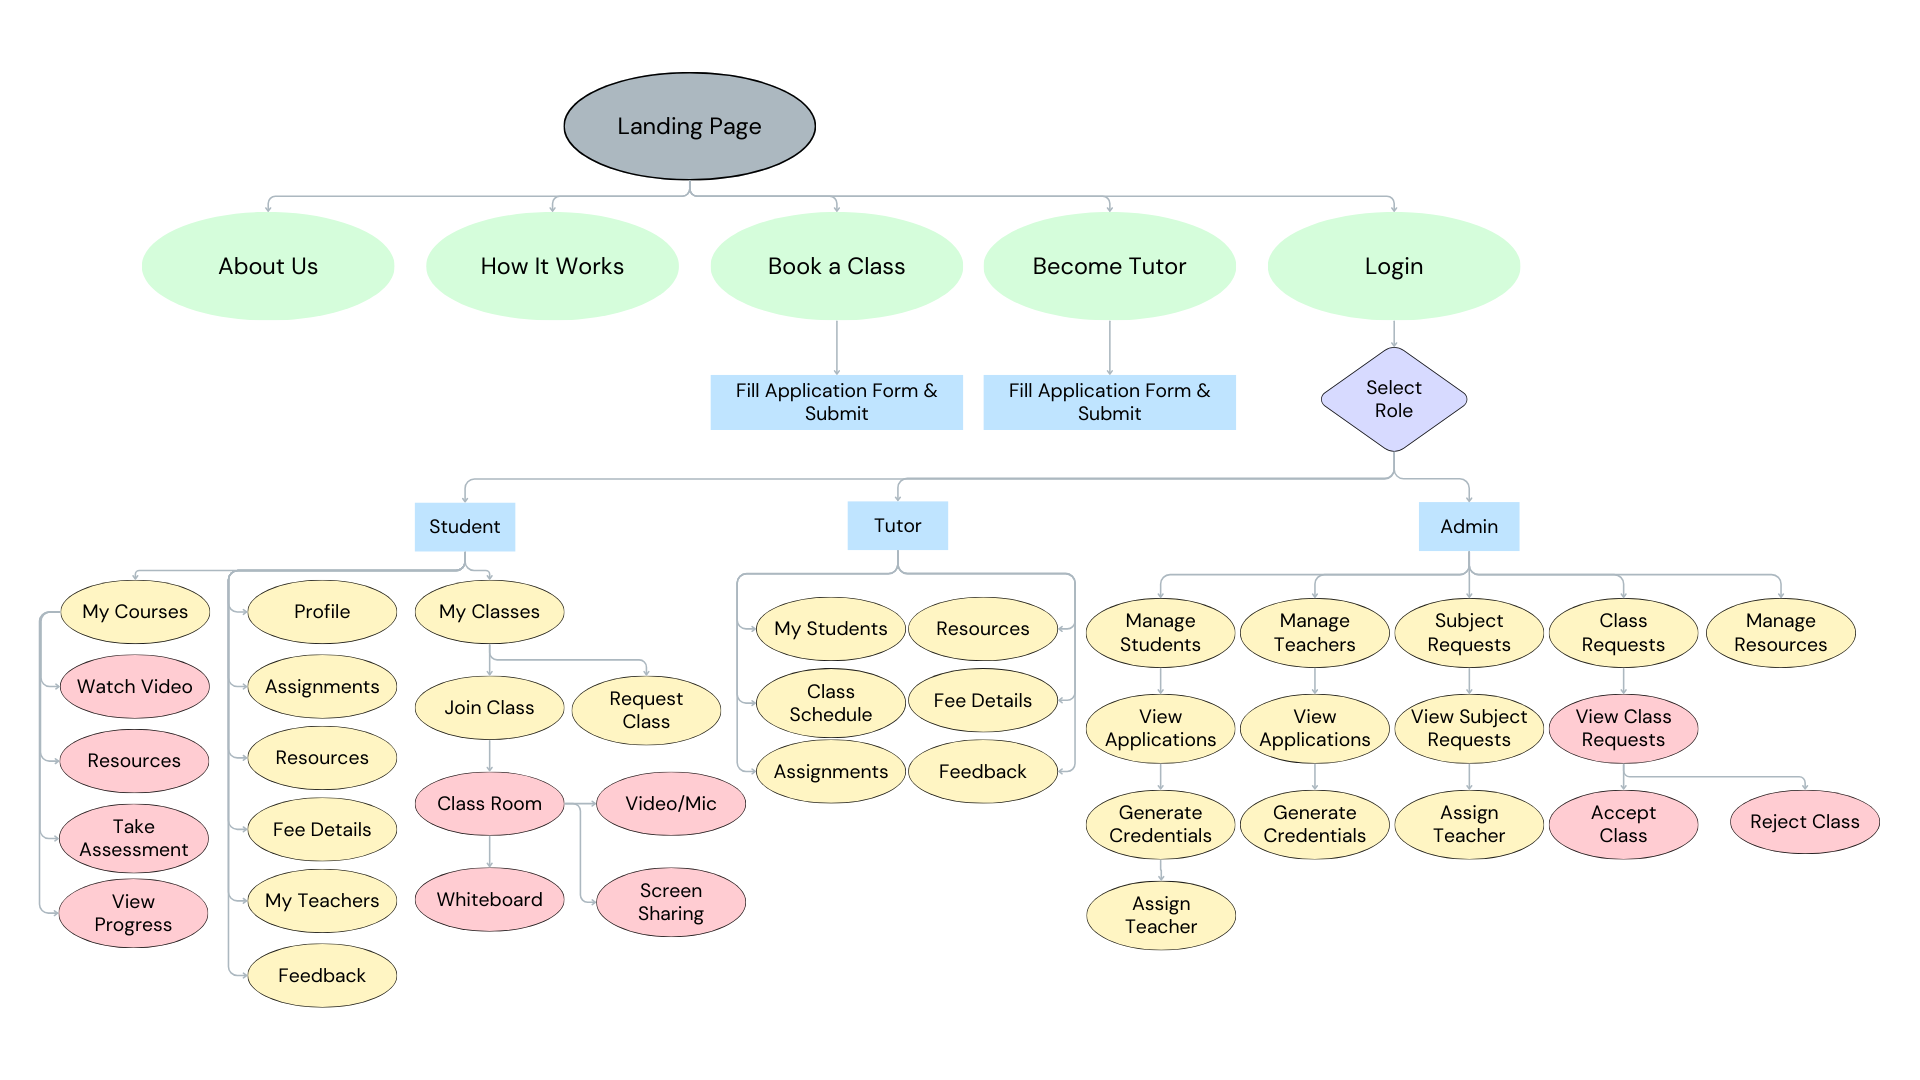 Landing Page
About Us
How It Works
Book a Class
Become Tutor
Login
Fill Application Form &
Submit
Fill Application Form &
Submit
Select
Role
Student
Tutor
Admin
My Courses
Watch Video
Resources
Take
Assessment
View
Progress
Profile
Assignments
Resources
Fee Details
My Teachers
Feedback
My Classes
Join Class
Request
Class
Class Room
Video/Mic
Whiteboard
Screen
Sharing
My Students
Class
Schedule
Assignments
Resources
Fee Details
Feedback
Manage
Students
View
Applications
Generate
Credentials
Assign
Teacher
Manage
Teachers
View
Applications
Generate
Credentials
Subject
Requests
View Subject
Requests
Assign
Teacher
Class
Requests
View Class
Requests
Accept
Class
Reject Class
Manage
Resources